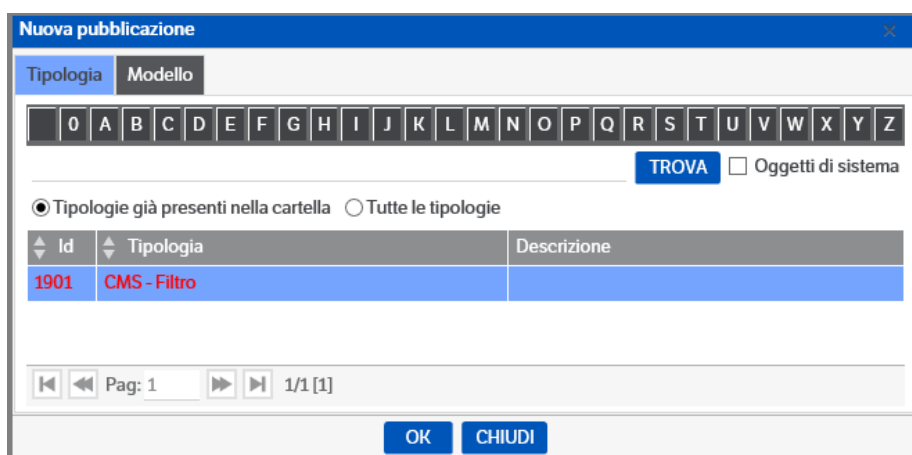 Nuova pubblicazione
Tipologia Modello
0 A B C D E F G H I J K L M N O P Q R S T U V W X Y Z
TROVA Oggetti di sistema
Tipologie già presenti nella cartella Tutte le tipologie
Id Tipologia Descrizione
1901 CMS - Filtro
Pag: 1 1/1 [1]
OK CHIUDI